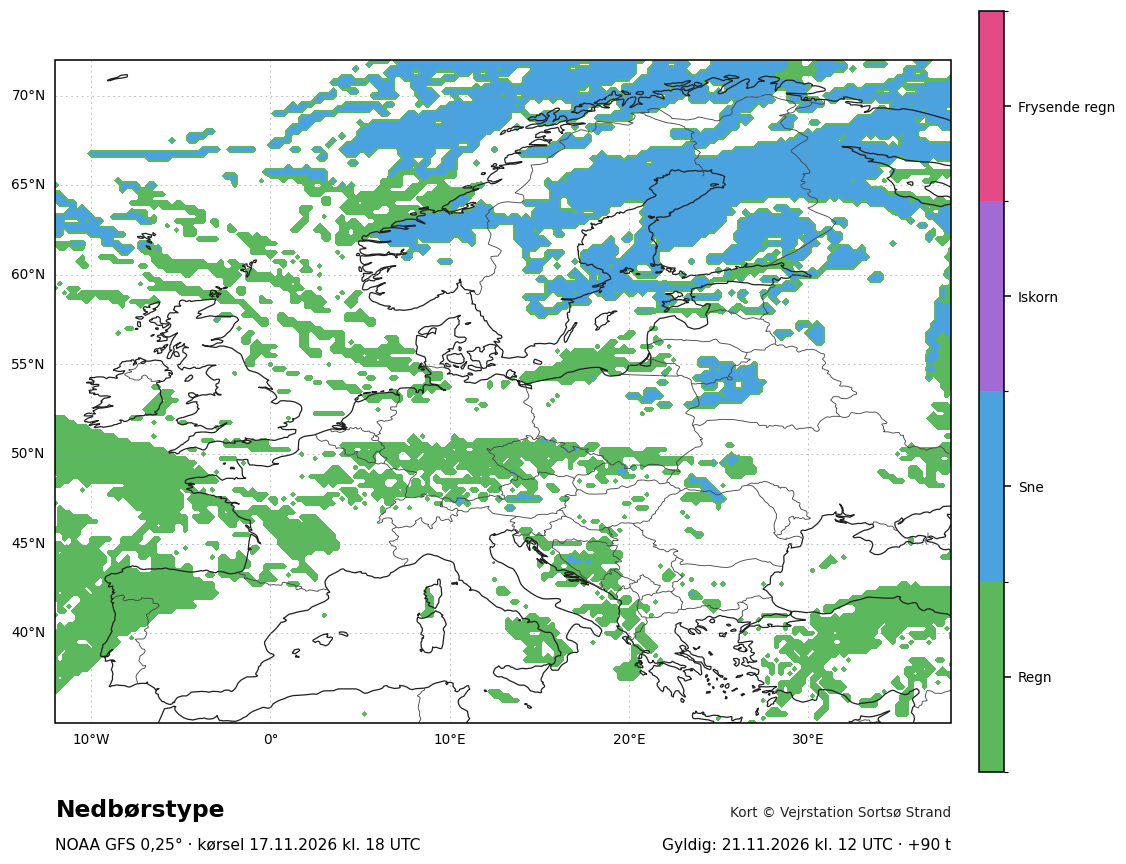 70°N
65°N
60°N
55°N
50°N
45°N
40°N
10°W
0°
10°E
20°E
30°E
Frysende regn
Iskorn
Sne
Regn
Nedbørstype
Kort © Vejrstation Sortsø Strand
NOAA GFS 0,25° · kørsel 17.11.2026 kl. 18 UTC
Gyldig: 21.11.2026 kl. 12 UTC · +90 t